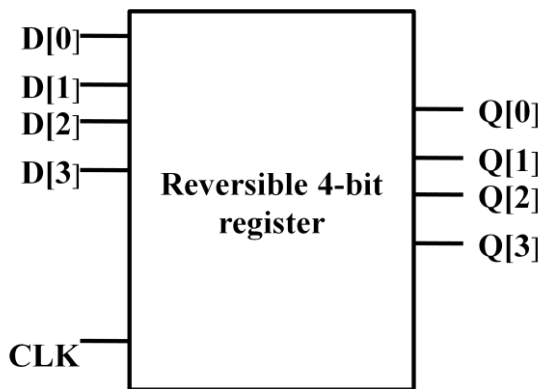 D[0]
D[1]
D[2]
D[3]
CLK
Reversible 4-bit
register
Q[0]
Q[1]
Q[2]
Q[3]